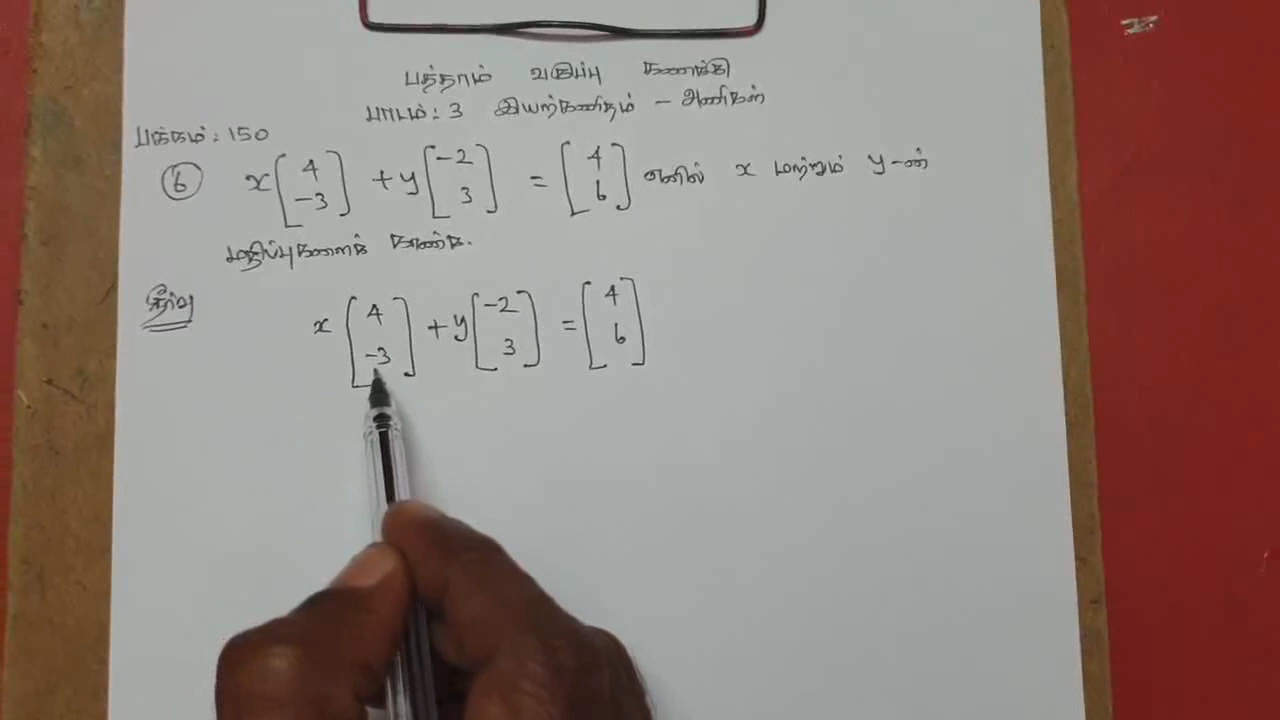 பத்தாம் வகுப்பு கணக்கு
பாடம் : 3 இயற்கணிதம் – அணிகள்
பக்கம் : 150
⑥ x [4 -3] + y [-2 3] = [4 6] எனில் x மற்றும் y-ன்
மதிப்புகளைக் காண்க.
தீர்வு
x [4 -3] + y [-2 3] = [4 6]